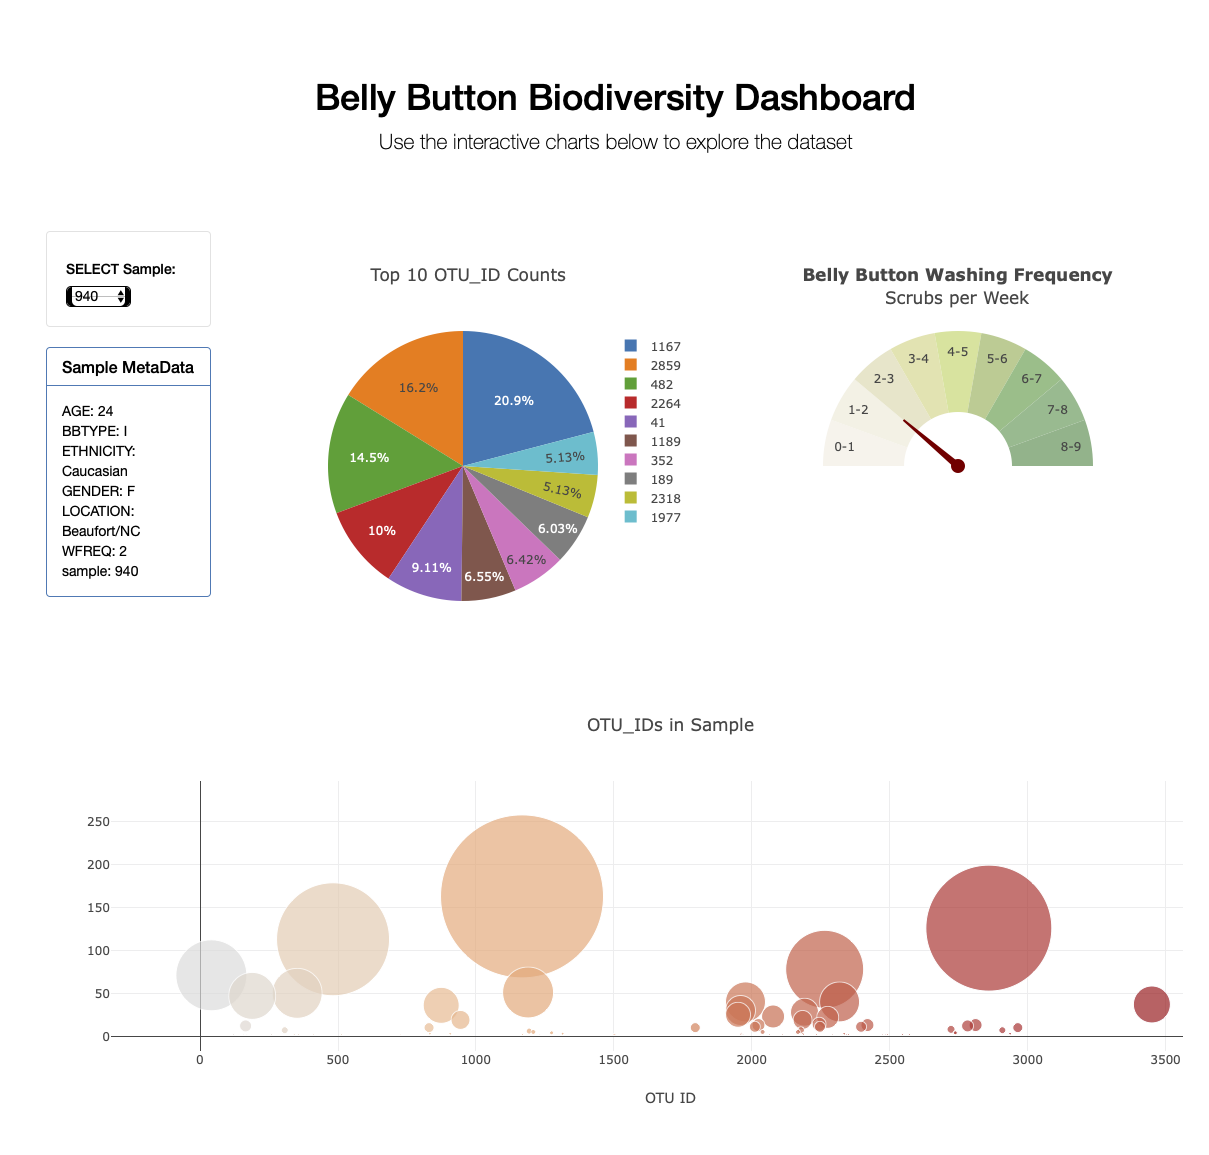 Belly Button Biodiversity Dashboard
Use the interactive charts below to explore the dataset
SELECT Sample:
940
Sample MetaData
AGE: 24
BBTYPE: I
ETHNICITY:
Caucasian
GENDER: F
LOCATION:
Beaufort/NC
WFREQ: 2
sample: 940
Top 10 OTU_ID Counts
20.9%
16.2%
14.5%
10%
9.11%
6.55%
6.42%
6.03%
5.13%
5.13%
1167
2859
482
2264
41
1189
352
189
2318
1977
Belly Button Washing Frequency
Scrubs per Week
0-1
1-2
2-3
3-4
4-5
5-6
6-7
7-8
8-9
OTU_IDs in Sample
250
200
150
100
50
0
0 500 1000 1500 2000 2500 3000 3500
OTU ID